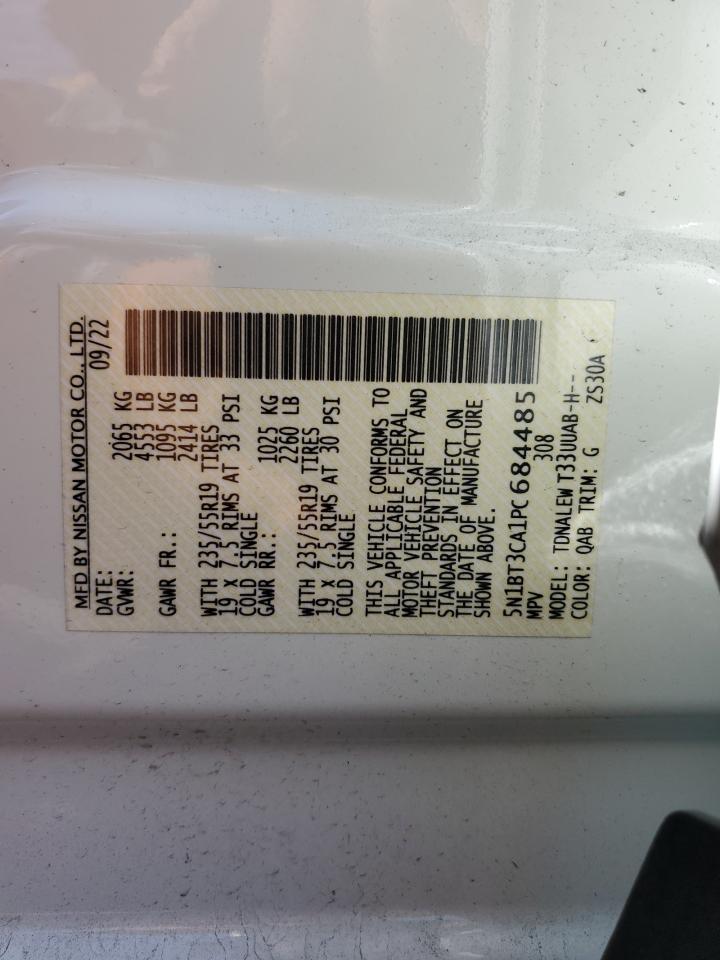 MFD BY NISSAN MOTOR CO., LTD.
DATE: 09/22
GVWR: 2065 KG
4553 LB
GAWR FR.: 1095 KG
2414 LB
WITH 235/55R19 TIRES
19 x 7.5 RIMS AT 33 PSI
COLD SINGLE
GAWR RR.: 1025 KG
2260 LB
WITH 235/55R19 TIRES
19 x 7.5 RIMS AT 30 PSI
COLD SINGLE
THIS VEHICLE CONFORMS TO
ALL APPLICABLE FEDERAL
MOTOR VEHICLE SAFETY AND
THEFT PREVENTION
STANDARDS IN EFFECT ON
THE DATE OF MANUFACTURE
SHOWN ABOVE.
5N1BT3CA1PC684485
MPV 308
MODEL: TDNALEW T33UUAB-H--
COLOR: QAB TRIM: G ZS30A